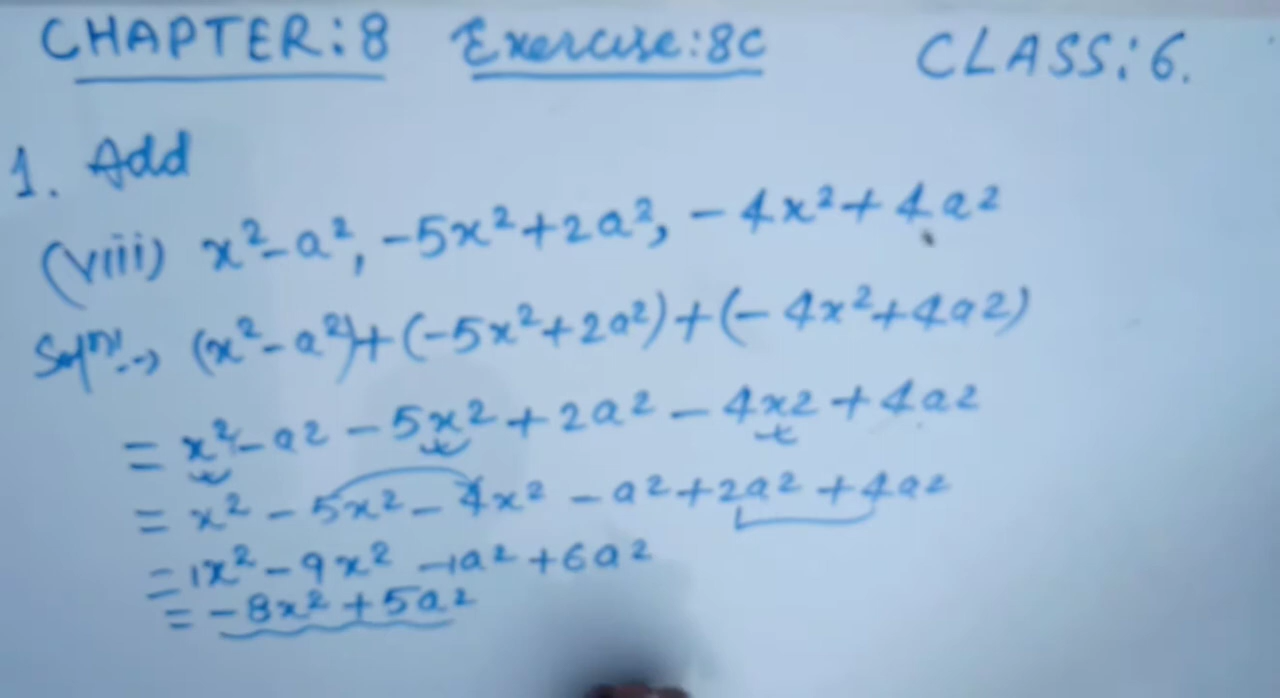 CHAPTER:8 Exercise:8C CLASS:6.
1. Add
(viii) x²-a², -5x²+2a², -4x²+4a²
Solⁿ:→ (x²-a²)+(-5x²+2a²)+(-4x²+4a2)
= x²-a2-5x2+2a2-4x2+4a2
= x²-5x2-4x2-a2+2a2+4a2
=1x²-9x2-1a2+6a2
= -8x²+5a2